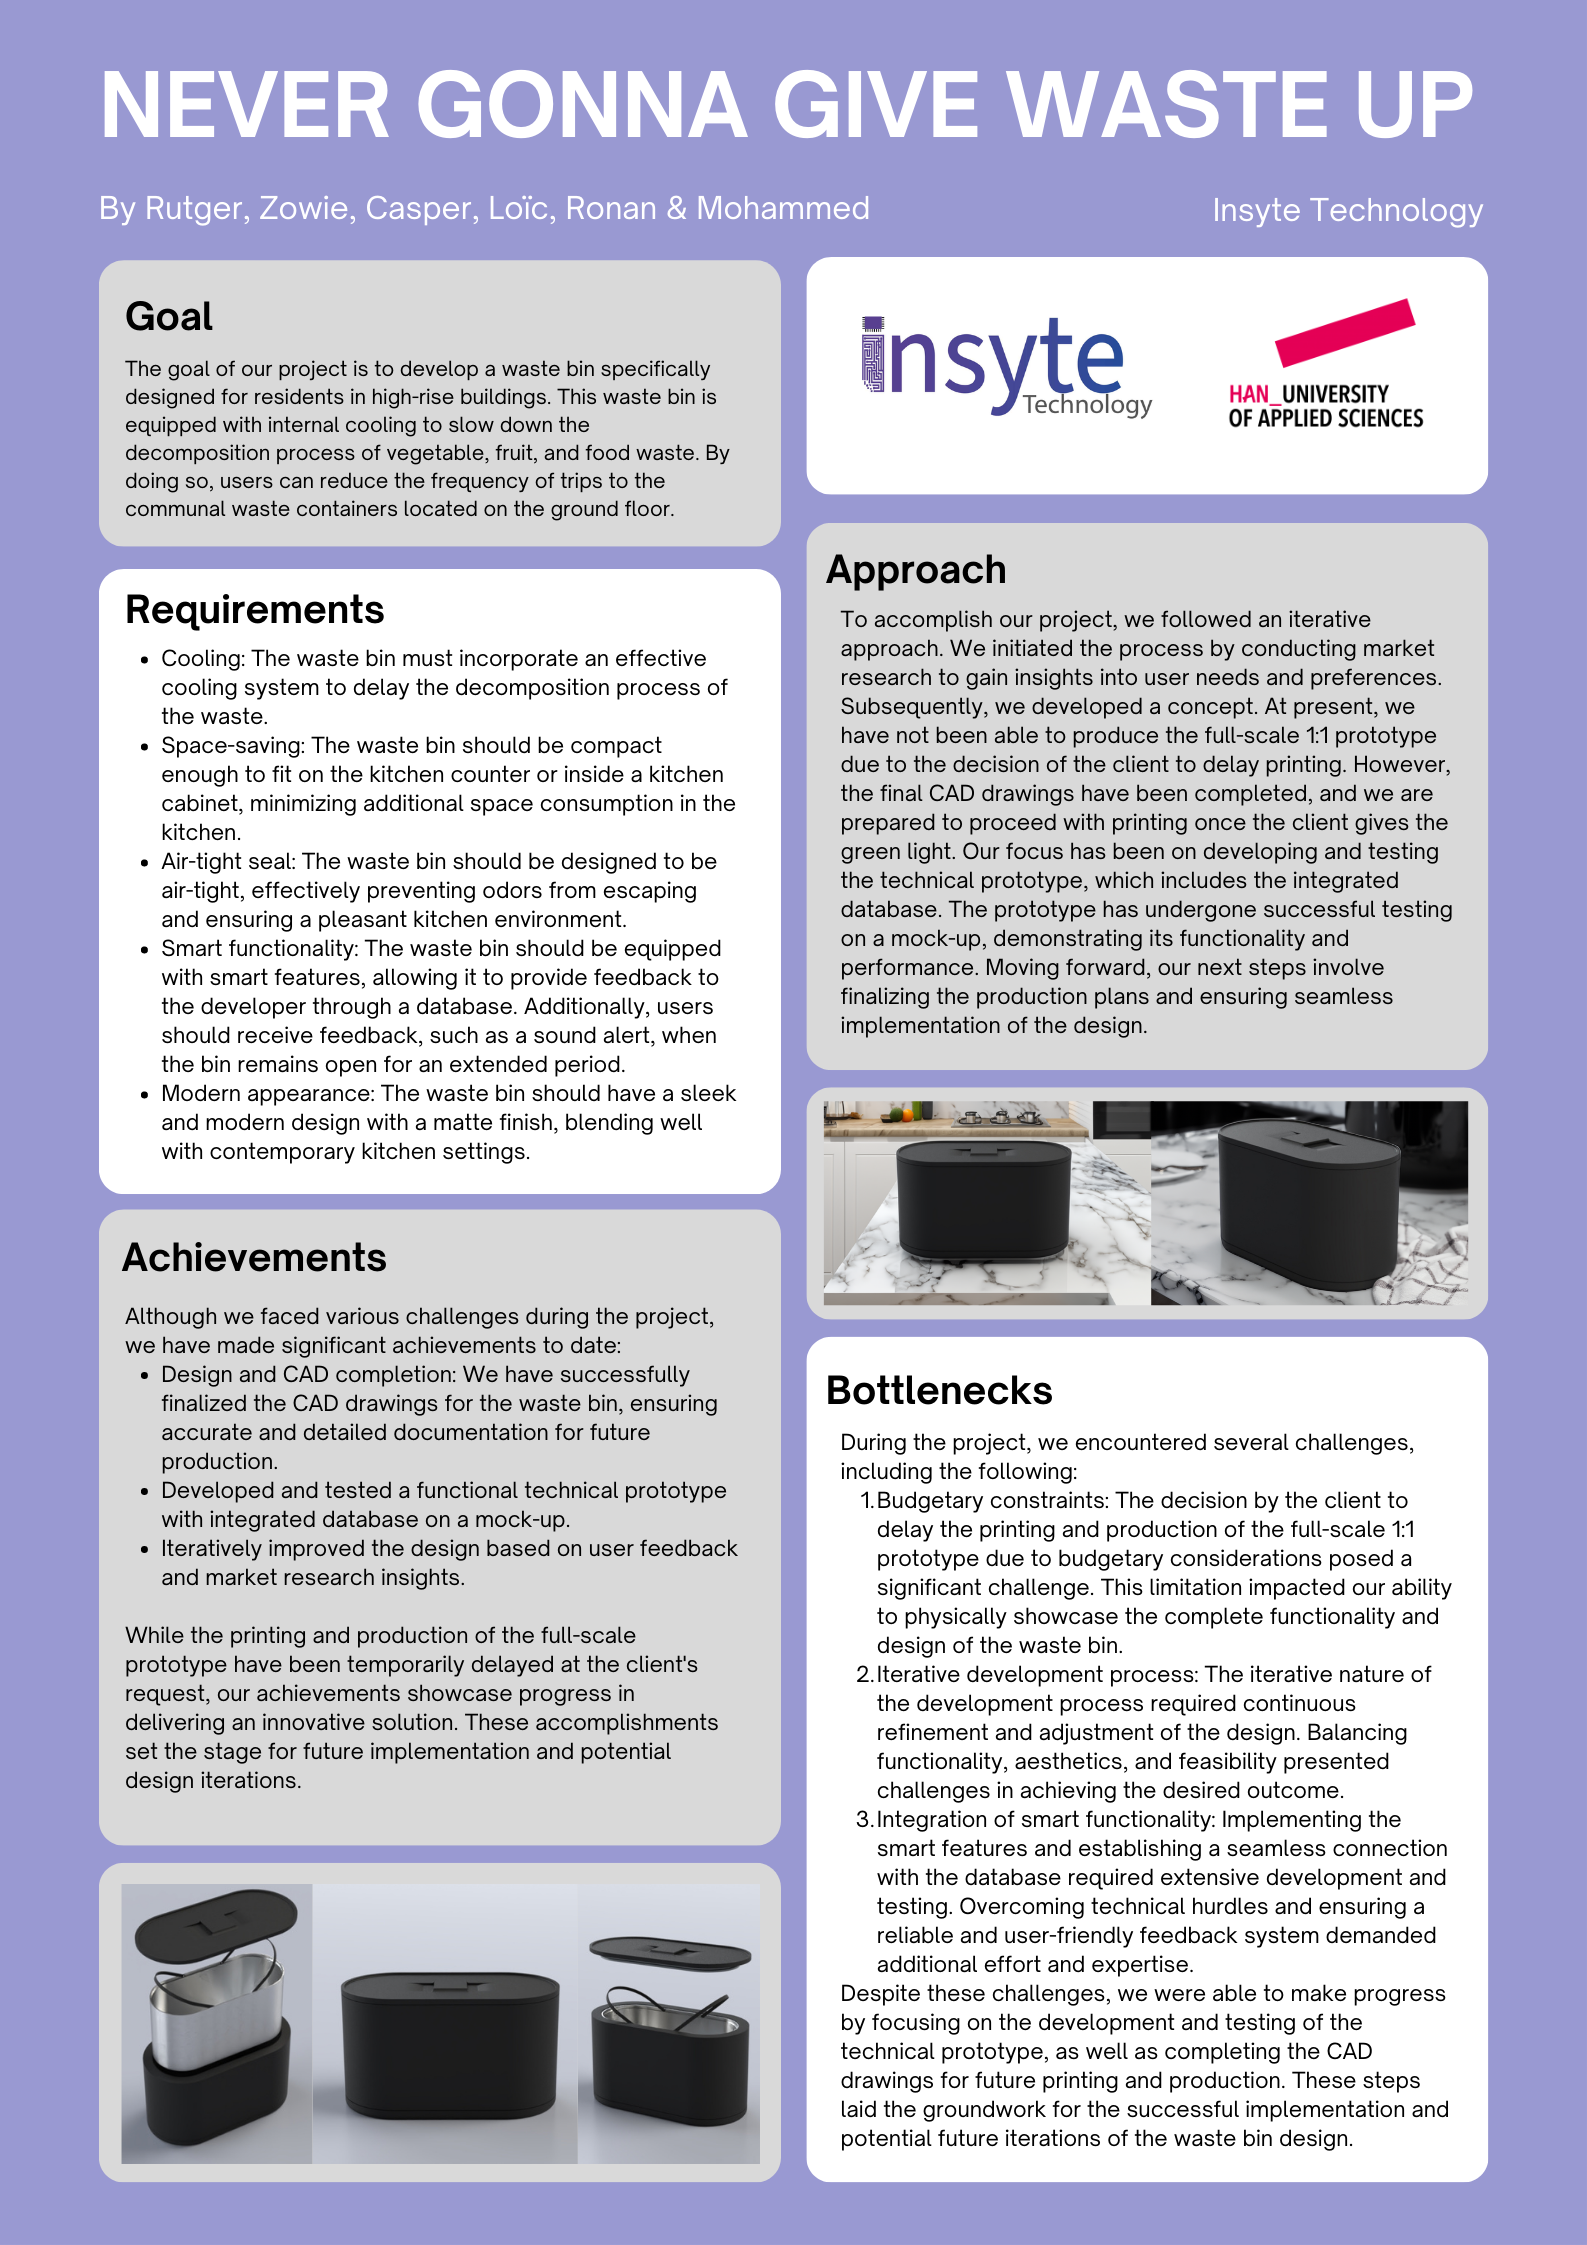 NEVER GONNA GIVE WASTE UP
By Rutger, Zowie, Casper, Loïc, Ronan & Mohammed
Insyte Technology
Goal
The goal of our project is to develop a waste bin specifically
designed for residents in high-rise buildings. This waste bin is
equipped with internal cooling to slow down the
decomposition process of vegetable, fruit, and food waste. By
doing so, users can reduce the frequency of trips to the
communal waste containers located on the ground floor.
insyte
Technology
HAN_UNIVERSITY
OF APPLIED SCIENCES
Requirements
• Cooling: The waste bin must incorporate an effective
cooling system to delay the decomposition process of
the waste.
• Space-saving: The waste bin should be compact
enough to fit on the kitchen counter or inside a kitchen
cabinet, minimizing additional space consumption in the
kitchen.
• Air-tight seal: The waste bin should be designed to be
air-tight, effectively preventing odors from escaping
and ensuring a pleasant kitchen environment.
• Smart functionality: The waste bin should be equipped
with smart features, allowing it to provide feedback to
the developer through a database. Additionally, users
should receive feedback, such as a sound alert, when
the bin remains open for an extended period.
• Modern appearance: The waste bin should have a sleek
and modern design with a matte finish, blending well
with contemporary kitchen settings.
Approach
To accomplish our project, we followed an iterative
approach. We initiated the process by conducting market
research to gain insights into user needs and preferences.
Subsequently, we developed a concept. At present, we
have not been able to produce the full-scale 1:1 prototype
due to the decision of the client to delay printing. However,
the final CAD drawings have been completed, and we are
prepared to proceed with printing once the client gives the
green light. Our focus has been on developing and testing
the technical prototype, which includes the integrated
database. The prototype has undergone successful testing
on a mock-up, demonstrating its functionality and
performance. Moving forward, our next steps involve
finalizing the production plans and ensuring seamless
implementation of the design.
Achievements
Although we faced various challenges during the project,
we have made significant achievements to date:
• Design and CAD completion: We have successfully
finalized the CAD drawings for the waste bin, ensuring
accurate and detailed documentation for future
production.
• Developed and tested a functional technical prototype
with integrated database on a mock-up.
• Iteratively improved the design based on user feedback
and market research insights.
While the printing and production of the full-scale
prototype have been temporarily delayed at the client's
request, our achievements showcase progress in
delivering an innovative solution. These accomplishments
set the stage for future implementation and potential
design iterations.
Bottlenecks
During the project, we encountered several challenges,
including the following:
1. Budgetary constraints: The decision by the client to
delay the printing and production of the full-scale 1:1
prototype due to budgetary considerations posed a
significant challenge. This limitation impacted our ability
to physically showcase the complete functionality and
design of the waste bin.
2. Iterative development process: The iterative nature of
the development process required continuous
refinement and adjustment of the design. Balancing
functionality, aesthetics, and feasibility presented
challenges in achieving the desired outcome.
3. Integration of smart functionality: Implementing the
smart features and establishing a seamless connection
with the database required extensive development and
testing. Overcoming technical hurdles and ensuring a
reliable and user-friendly feedback system demanded
additional effort and expertise.
Despite these challenges, we were able to make progress
by focusing on the development and testing of the
technical prototype, as well as completing the CAD
drawings for future printing and production. These steps
laid the groundwork for the successful implementation and
potential future iterations of the waste bin design.